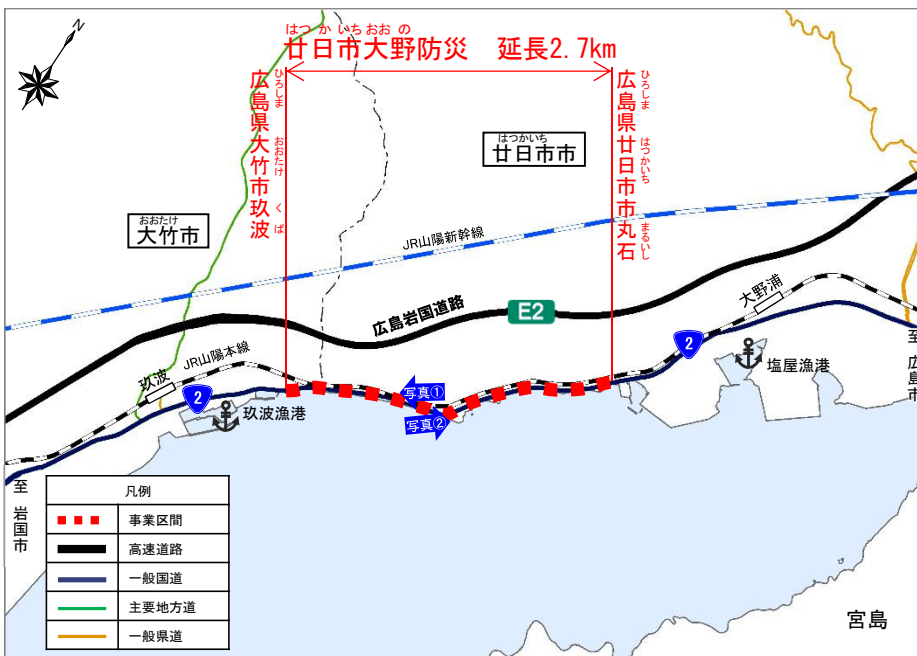 N
はつかいちおおの
廿日市大野防災　延長2.7km
広島県大竹市玖波
ひろしま
おおたけ
くば
広島県廿日市市丸石
ひろしま
はつかいち
まるいし
はつかいち
廿日市市
おおたけ
大竹市
JR山陽新幹線
広島岩国道路
E2
大野浦
JR山陽本線
玖波
2
2
塩屋漁港
玖波漁港
写真①
写真②
至 広島市
至 岩国市
宮島
凡例
事業区間
高速道路
一般国道
主要地方道
一般県道